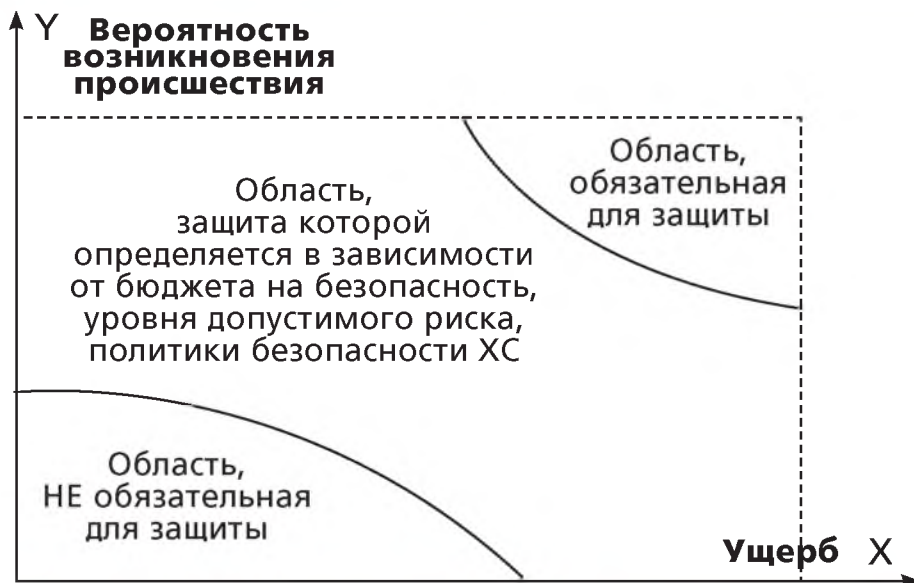 Y Вероятность
возникновения
происшествия
Область,
обязательная
для защиты
Область,
защита которой
определяется в зависимости
от бюджета на безопасность,
уровня допустимого риска,
политики безопасности ХС
Область,
НЕ обязательная
для защиты
Ущерб X